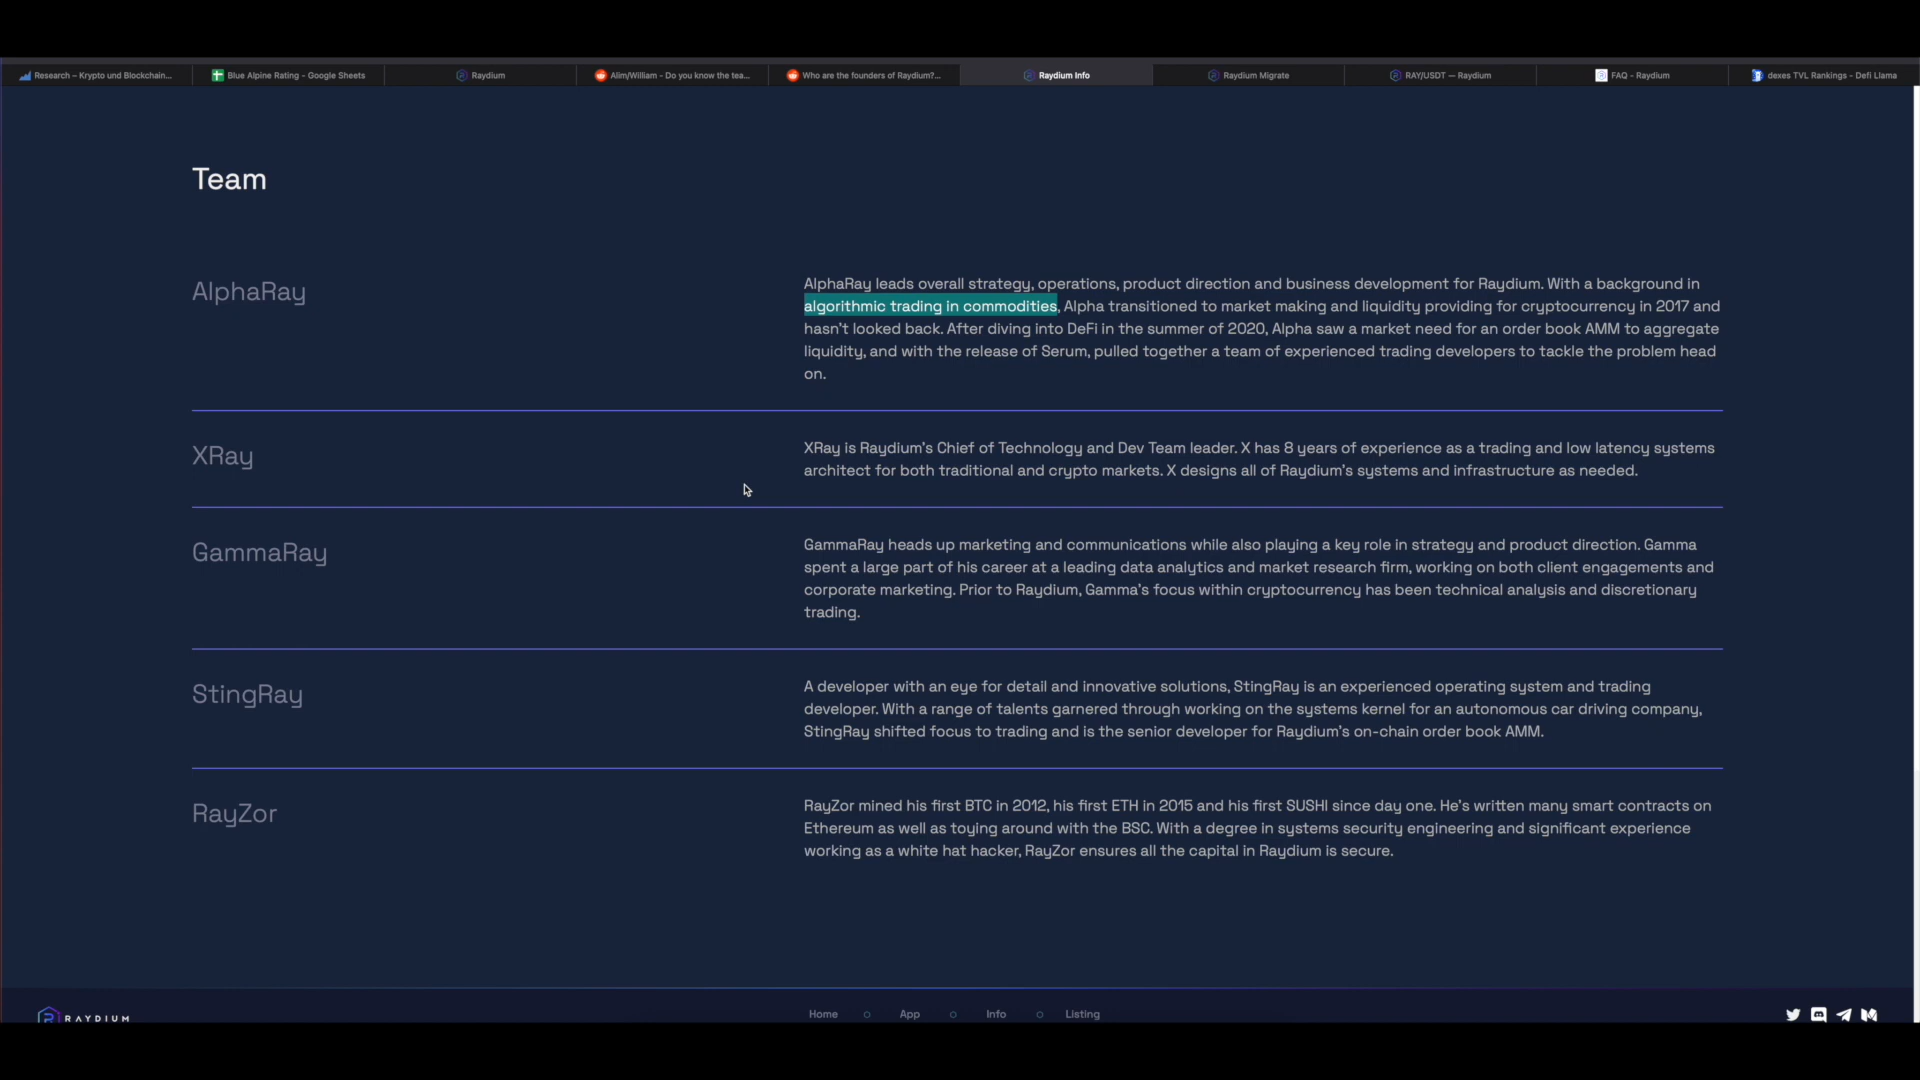 Research – Krypto und Blockchain...
Blue Alpine Rating - Google Sheets
Raydium
Alim/William - Do you know the tea...
Who are the founders of Raydium?...
Raydium Info
Raydium Migrate
RAY/USDT — Raydium
FAQ - Raydium
dexes TVL Rankings - Defi Llama
Team
AlphaRay
AlphaRay leads overall strategy, operations, product direction and business development for Raydium. With a background in
algorithmic trading in commodities, Alpha transitioned to market making and liquidity providing for cryptocurrency in 2017 and
hasn't looked back. After diving into DeFi in the summer of 2020, Alpha saw a market need for an order book AMM to aggregate
liquidity, and with the release of Serum, pulled together a team of experienced trading developers to tackle the problem head
on.
XRay
XRay is Raydium's Chief of Technology and Dev Team leader. X has 8 years of experience as a trading and low latency systems
architect for both traditional and crypto markets. X designs all of Raydium's systems and infrastructure as needed.
GammaRay
GammaRay heads up marketing and communications while also playing a key role in strategy and product direction. Gamma
spent a large part of his career at a leading data analytics and market research firm, working on both client engagements and
corporate marketing. Prior to Raydium, Gamma's focus within cryptocurrency has been technical analysis and discretionary
trading.
StingRay
A developer with an eye for detail and innovative solutions, StingRay is an experienced operating system and trading
developer. With a range of talents garnered through working on the systems kernel for an autonomous car driving company,
StingRay shifted focus to trading and is the senior developer for Raydium's on-chain order book AMM.
RayZor
RayZor mined his first BTC in 2012, his first ETH in 2015 and his first SUSHI since day one. He's written many smart contracts on
Ethereum as well as toying around with the BSC. With a degree in systems security engineering and significant experience
working as a white hat hacker, RayZor ensures all the capital in Raydium is secure.
RAYDIUM
Home
App
Info
Listing